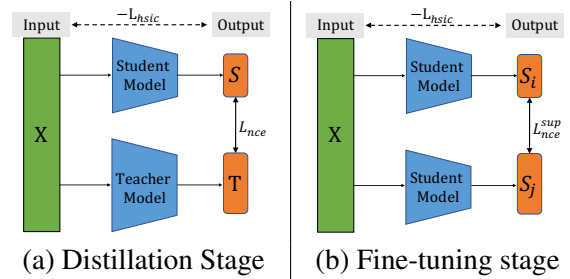 Input −L_hsic Output
Student Model
S
X
L_nce
Teacher Model
T
(a) Distillation Stage
Input −L_hsic Output
Student Model
S_i
X
L_nce^sup
Student Model
S_j
(b) Fine-tuning stage